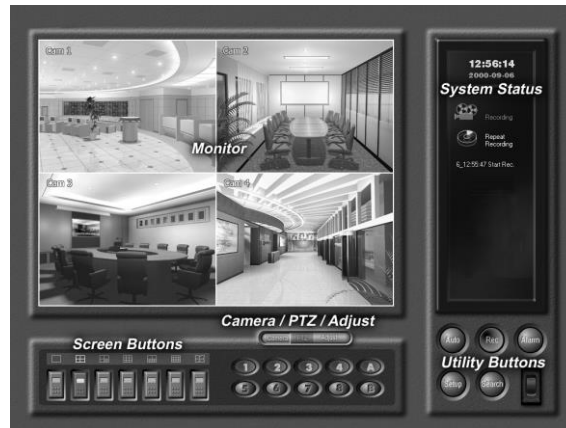 Cam 1
Cam 2
Monitor
Cam 3
Cam 4
12:56:14
2000-09-06
System Status
Recording
Repeat
Recording
6_12:55:47 Start Rec.
Camera / PTZ / Adjust
Screen Buttons
1 2 3 4 A
5 6 7 8 B
Auto Rec Alarm
Utility Buttons
Setup Search